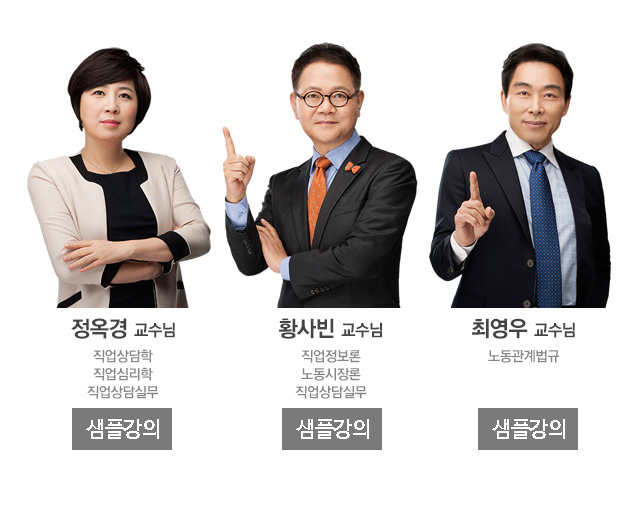 정옥경 교수님
직업상담학
직업심리학
직업상담실무
샘플강의
황사빈 교수님
직업정보론
노동시장론
직업상담실무
샘플강의
최영우 교수님
노동관계법규
샘플강의